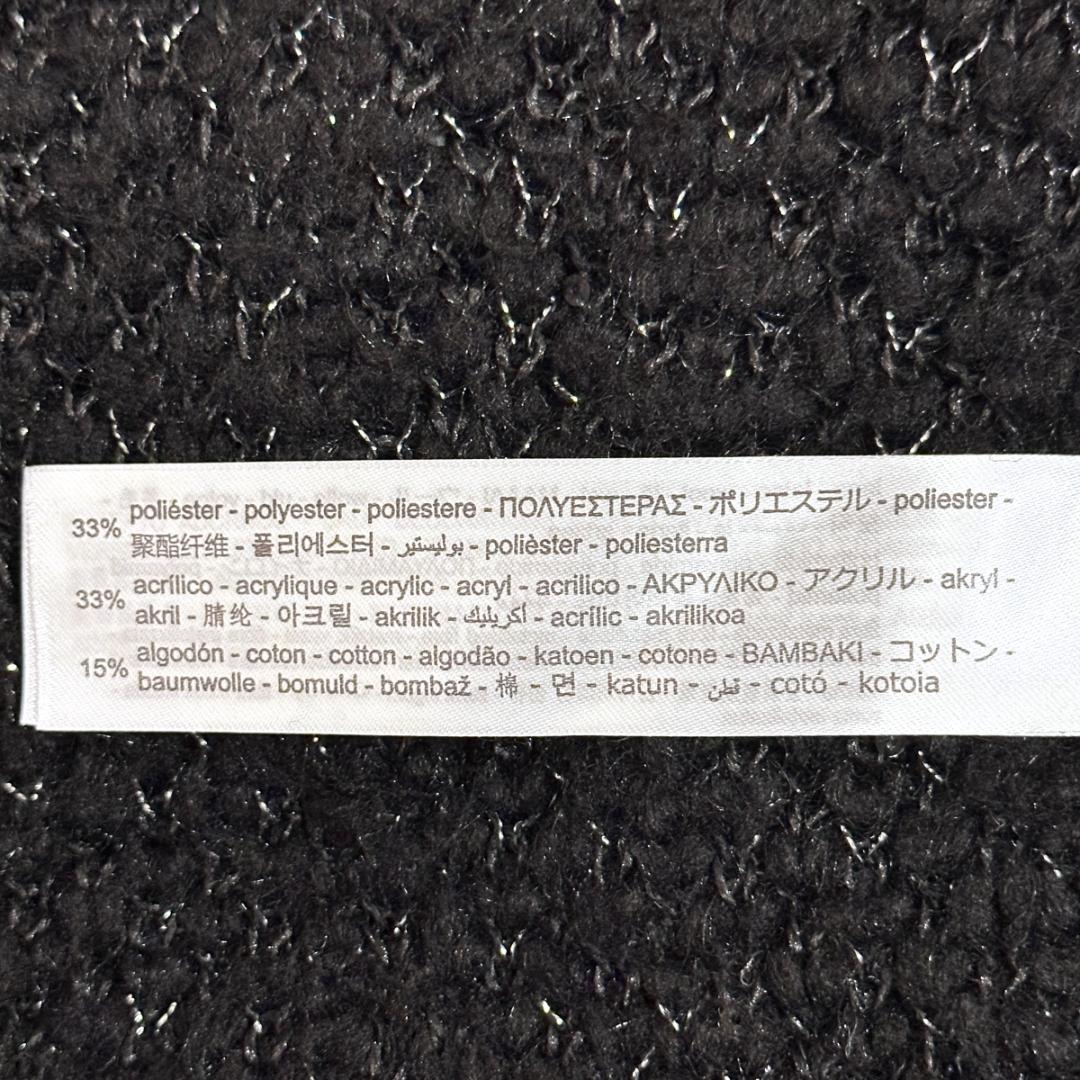 33% poliéster - polyester - poliestere - ΠΟΛΥΕΣΤΕΡΑΣ - ポリエステル - poliester -
聚酯纤维 - 폴리에스터 - بوليستير - polièster - poliesterra
33% acrílico - acrylique - acrylic - acryl - acrilico - ΑΚΡΥΛΙΚΟ - アクリル - akryl -
akril - 腈纶 - 아크릴 - akrilik - أكريليك - acrílic - akrilikoa
15% algodón - coton - cotton - algodão - katoen - cotone - ΒΑΜΒΑΚΙ - コットン -
baumwolle - bomuld - bombaž - 棉 - 면 - katun - قطن - cotó - kotoia